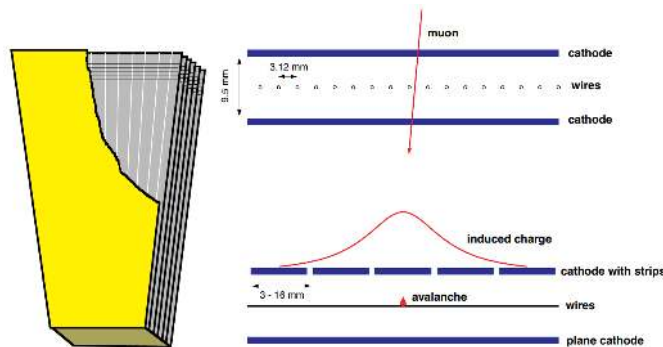 muon
cathode
3.12 mm
9.5 mm
wires
cathode
induced charge
cathode with strips
3 - 16 mm
avalanche
wires
plane cathode